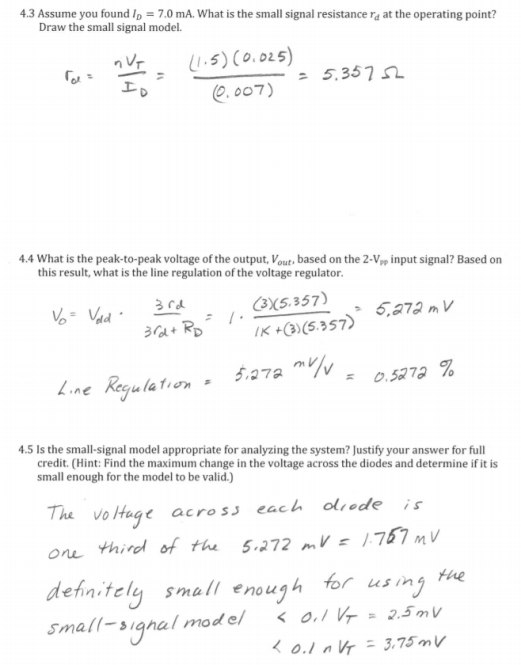 4.3 Assume you found I_D = 7.0 mA. What is the small signal resistance r_d at the operating point?
Draw the small signal model.
r_d = nV_T / I_D = (1.5)(0.025) / (0.007) = 5.357 Ω
4.4 What is the peak-to-peak voltage of the output, V_out, based on the 2-V_pp input signal? Based on
this result, what is the line regulation of the voltage regulator.
V_o = V_dd · 3r_d / (3r_d + R_D) = 1 · (3)(5.357) / (1K + (3)(5.357)) = 5.272 mV
Line Regulation = 5.272 mV/V = 0.5272 %
4.5 Is the small-signal model appropriate for analyzing the system? Justify your answer for full
credit. (Hint: Find the maximum change in the voltage across the diodes and determine if it is
small enough for the model to be valid.)
The voltage across each diode is
one third of the 5.272 mV = 1.757 mV
definitely small enough for using the
small-signal model < 0.1 V_T = 2.5mV
< 0.1 n V_T = 3.75 mV